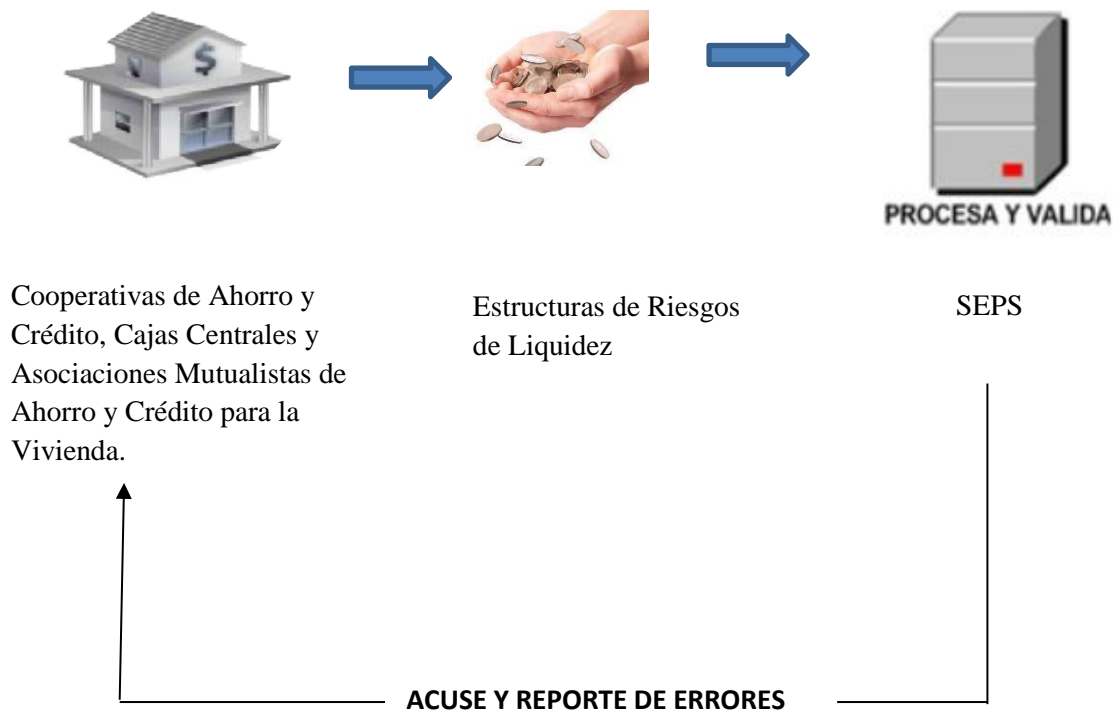 $
PROCESA Y VALIDA
Cooperativas de Ahorro y
Crédito, Cajas Centrales y
Asociaciones Mutualistas de
Ahorro y Crédito para la
Vivienda.
Estructuras de Riesgos
de Liquidez
SEPS
ACUSE Y REPORTE DE ERRORES